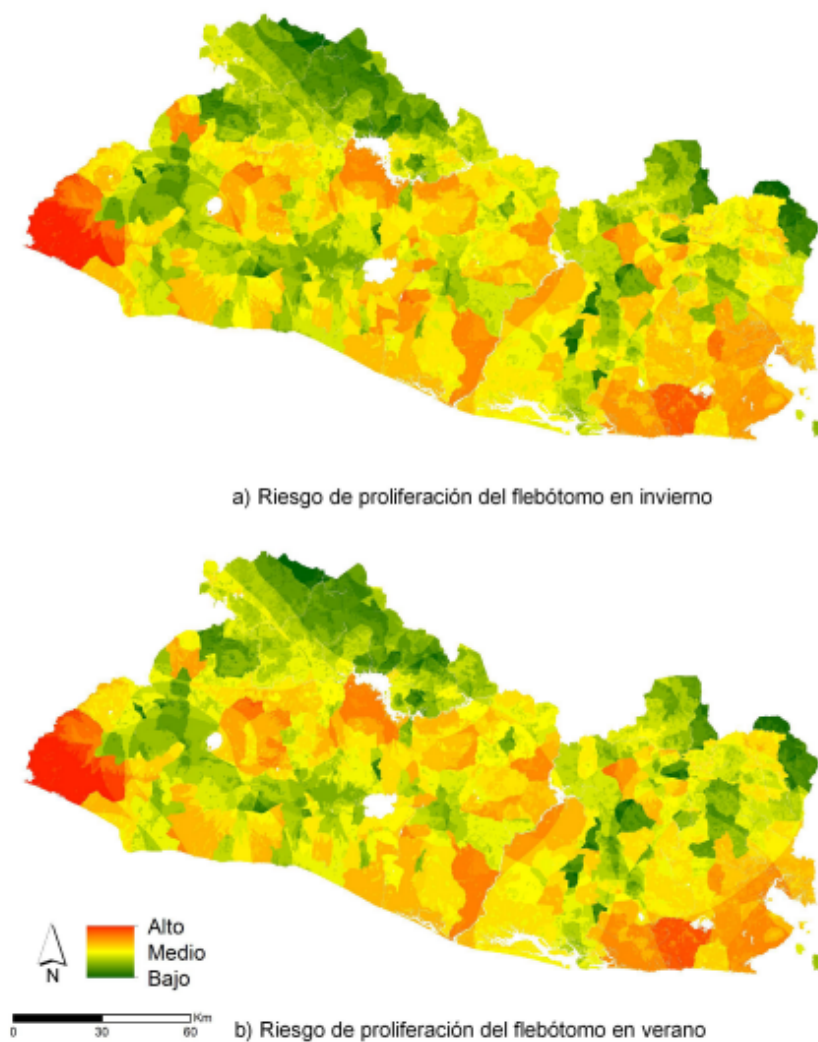 a) Riesgo de proliferación del flebótomo en invierno
Alto
Medio
Bajo
N
Km
0 30 60
b) Riesgo de proliferación del flebótomo en verano